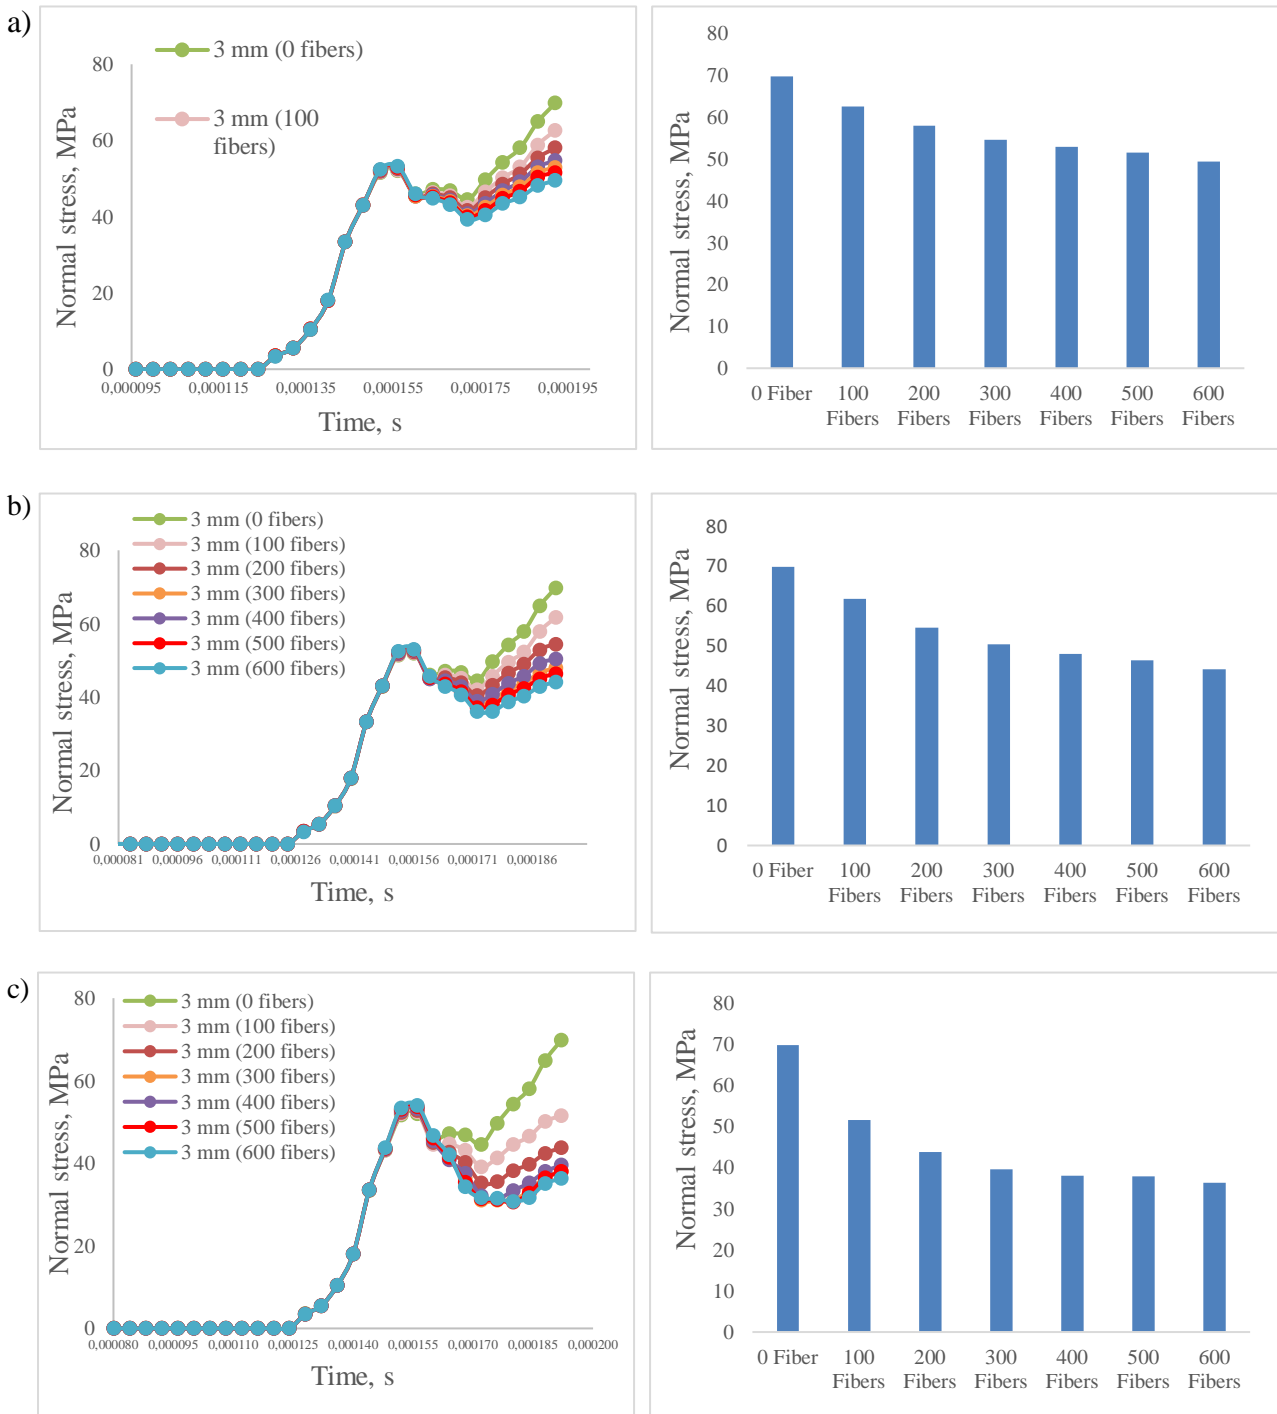 a)
3 mm (0 fibers)
3 mm (100
fibers)
Normal stress, MPa
80
60
40
20
0
0,000095 0,000115 0,000135 0,000155 0,000175 0,000195
Time, s
Normal stress, MPa
80
70
60
50
40
30
20
10
0
0 Fiber 100 200 300 400 500 600
Fibers Fibers Fibers Fibers Fibers Fibers
b)
3 mm (0 fibers)
3 mm (100 fibers)
3 mm (200 fibers)
3 mm (300 fibers)
3 mm (400 fibers)
3 mm (500 fibers)
3 mm (600 fibers)
Normal stress, MPa
80
60
40
20
0
0,000081 0,000096 0,000111 0,000126 0,000141 0,000156 0,000171 0,000186
Time, s
Normal stress, MPa
80
70
60
50
40
30
20
10
0
0 Fiber 100 200 300 400 500 600
Fibers Fibers Fibers Fibers Fibers Fibers
c)
3 mm (0 fibers)
3 mm (100 fibers)
3 mm (200 fibers)
3 mm (300 fibers)
3 mm (400 fibers)
3 mm (500 fibers)
3 mm (600 fibers)
Normal stress, MPa
80
60
40
20
0
0,000080 0,000095 0,000110 0,000125 0,000140 0,000155 0,000170 0,000185 0,000200
Time, s
Normal stress, MPa
80
70
60
50
40
30
20
10
0
0 Fiber 100 200 300 400 500 600
Fibers Fibers Fibers Fibers Fibers Fibers